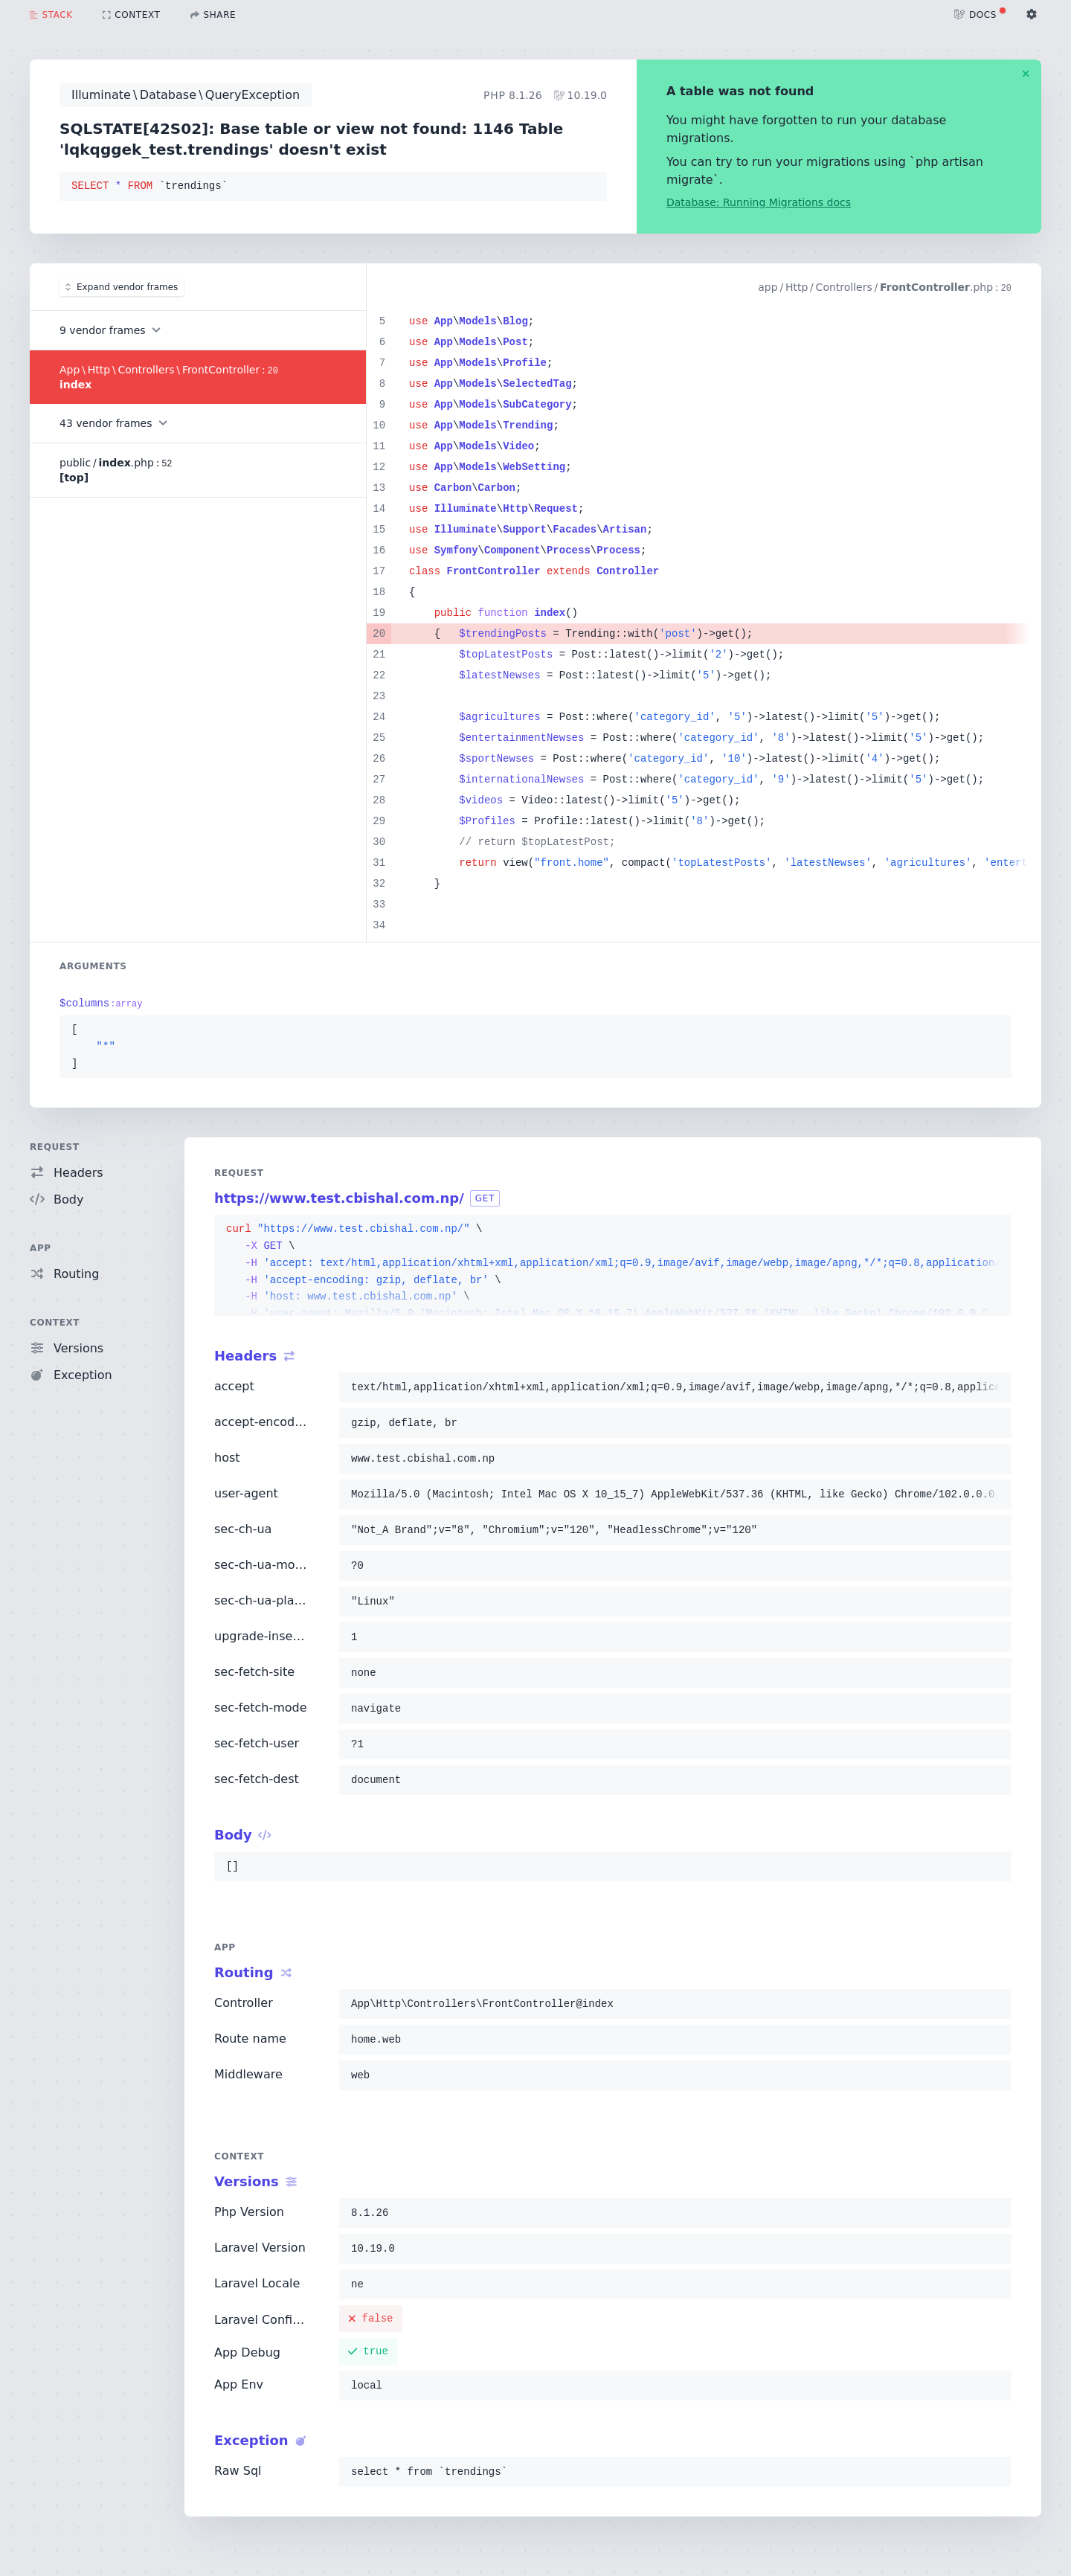 STACK
CONTEXT
SHARE
DOCS
Illuminate\Database\QueryException
PHP 8.1.26
10.19.0
SQLSTATE[42S02]: Base table or view not found: 1146 Table
'lqkqggek_test.trendings' doesn't exist
SELECT * FROM `trendings`
A table was not found
You might have forgotten to run your database
migrations.
You can try to run your migrations using `php artisan
migrate`.
Database: Running Migrations docs
Expand vendor frames
9 vendor frames
App\Http\Controllers\FrontController:20
index
43 vendor frames
public/index.php:52
[top]
app/Http/Controllers/FrontController.php:20
5 use App\Models\Blog;
6 use App\Models\Post;
7 use App\Models\Profile;
8 use App\Models\SelectedTag;
9 use App\Models\SubCategory;
10 use App\Models\Trending;
11 use App\Models\Video;
12 use App\Models\WebSetting;
13 use Carbon\Carbon;
14 use Illuminate\Http\Request;
15 use Illuminate\Support\Facades\Artisan;
16 use Symfony\Component\Process\Process;
17 class FrontController extends Controller
18 {
19     public function index()
20     {   $trendingPosts = Trending::with('post')->get();
21         $topLatestPosts = Post::latest()->limit('2')->get();
22         $latestNewses = Post::latest()->limit('5')->get();
23
24         $agricultures = Post::where('category_id', '5')->latest()->limit('5')->get();
25         $entertainmentNewses = Post::where('category_id', '8')->latest()->limit('5')->get();
26         $sportNewses = Post::where('category_id', '10')->latest()->limit('4')->get();
27         $internationalNewses = Post::where('category_id', '9')->latest()->limit('5')->get();
28         $videos = Video::latest()->limit('5')->get();
29         $Profiles = Profile::latest()->limit('8')->get();
30         // return $topLatestPost;
31         return view("front.home", compact('topLatestPosts', 'latestNewses', 'agricultures', 'entert
32     }
33
34
ARGUMENTS
$columns:array
[
"*"
]
REQUEST
Headers
Body
APP
Routing
CONTEXT
Versions
Exception
REQUEST
https://www.test.cbishal.com.np/ GET
curl "https://www.test.cbishal.com.np/" \
-X GET \
-H 'accept: text/html,application/xhtml+xml,application/xml;q=0.9,image/avif,image/webp,image/apng,*/*;q=0.8,application
-H 'accept-encoding: gzip, deflate, br' \
-H 'host: www.test.cbishal.com.np' \
-H 'user-agent: Mozilla/5.0 (Macintosh; Intel Mac OS X 10_15_7) AppleWebKit/537.36 (KHTML, like Gecko) Chrome/102.0.0.0
Headers
accept text/html,application/xhtml+xml,application/xml;q=0.9,image/avif,image/webp,image/apng,*/*;q=0.8,applica
accept-encod… gzip, deflate, br
host www.test.cbishal.com.np
user-agent Mozilla/5.0 (Macintosh; Intel Mac OS X 10_15_7) AppleWebKit/537.36 (KHTML, like Gecko) Chrome/102.0.0.0
sec-ch-ua "Not_A Brand";v="8", "Chromium";v="120", "HeadlessChrome";v="120"
sec-ch-ua-mo… ?0
sec-ch-ua-pla… "Linux"
upgrade-inse… 1
sec-fetch-site none
sec-fetch-mode navigate
sec-fetch-user ?1
sec-fetch-dest document
Body
[]
APP
Routing
Controller App\Http\Controllers\FrontController@index
Route name home.web
Middleware web
CONTEXT
Versions
Php Version 8.1.26
Laravel Version 10.19.0
Laravel Locale ne
Laravel Confi… false
App Debug true
App Env local
Exception
Raw Sql select * from `trendings`